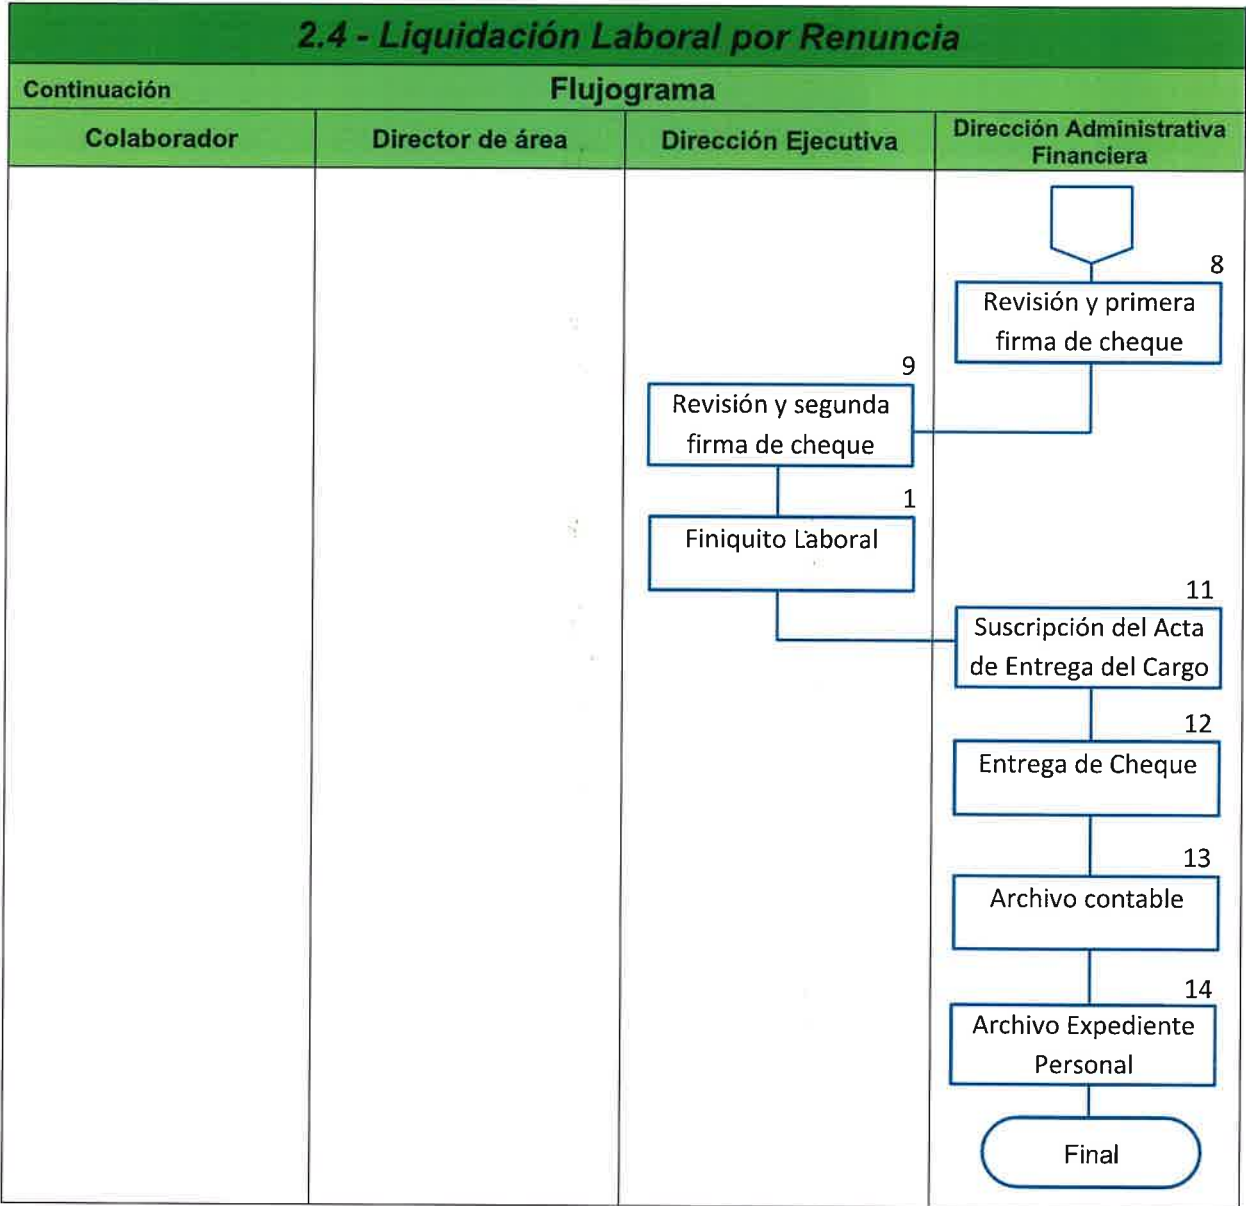 2.4 - Liquidación Laboral por Renuncia
Continuación
Flujograma
Colaborador
Director de área
Dirección Ejecutiva
Dirección Administrativa
Financiera
8
Revisión y primera
firma de cheque
9
Revisión y segunda
firma de cheque
1
Finiquito Laboral
11
Suscripción del Acta
de Entrega del Cargo
12
Entrega de Cheque
13
Archivo contable
14
Archivo Expediente
Personal
Final